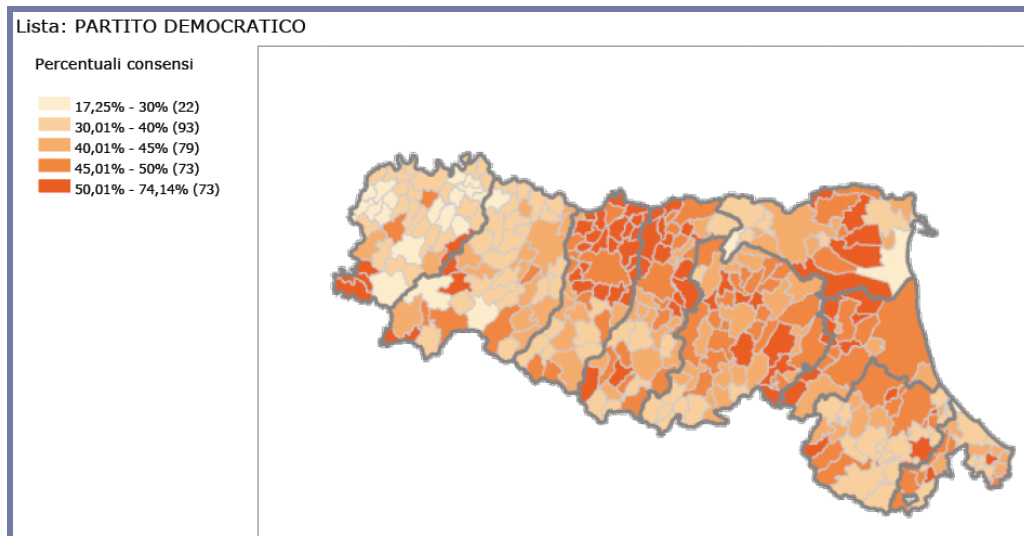 Lista: PARTITO DEMOCRATICO
Percentuali consensi
17,25% - 30% (22)
30,01% - 40% (93)
40,01% - 45% (79)
45,01% - 50% (73)
50,01% - 74,14% (73)